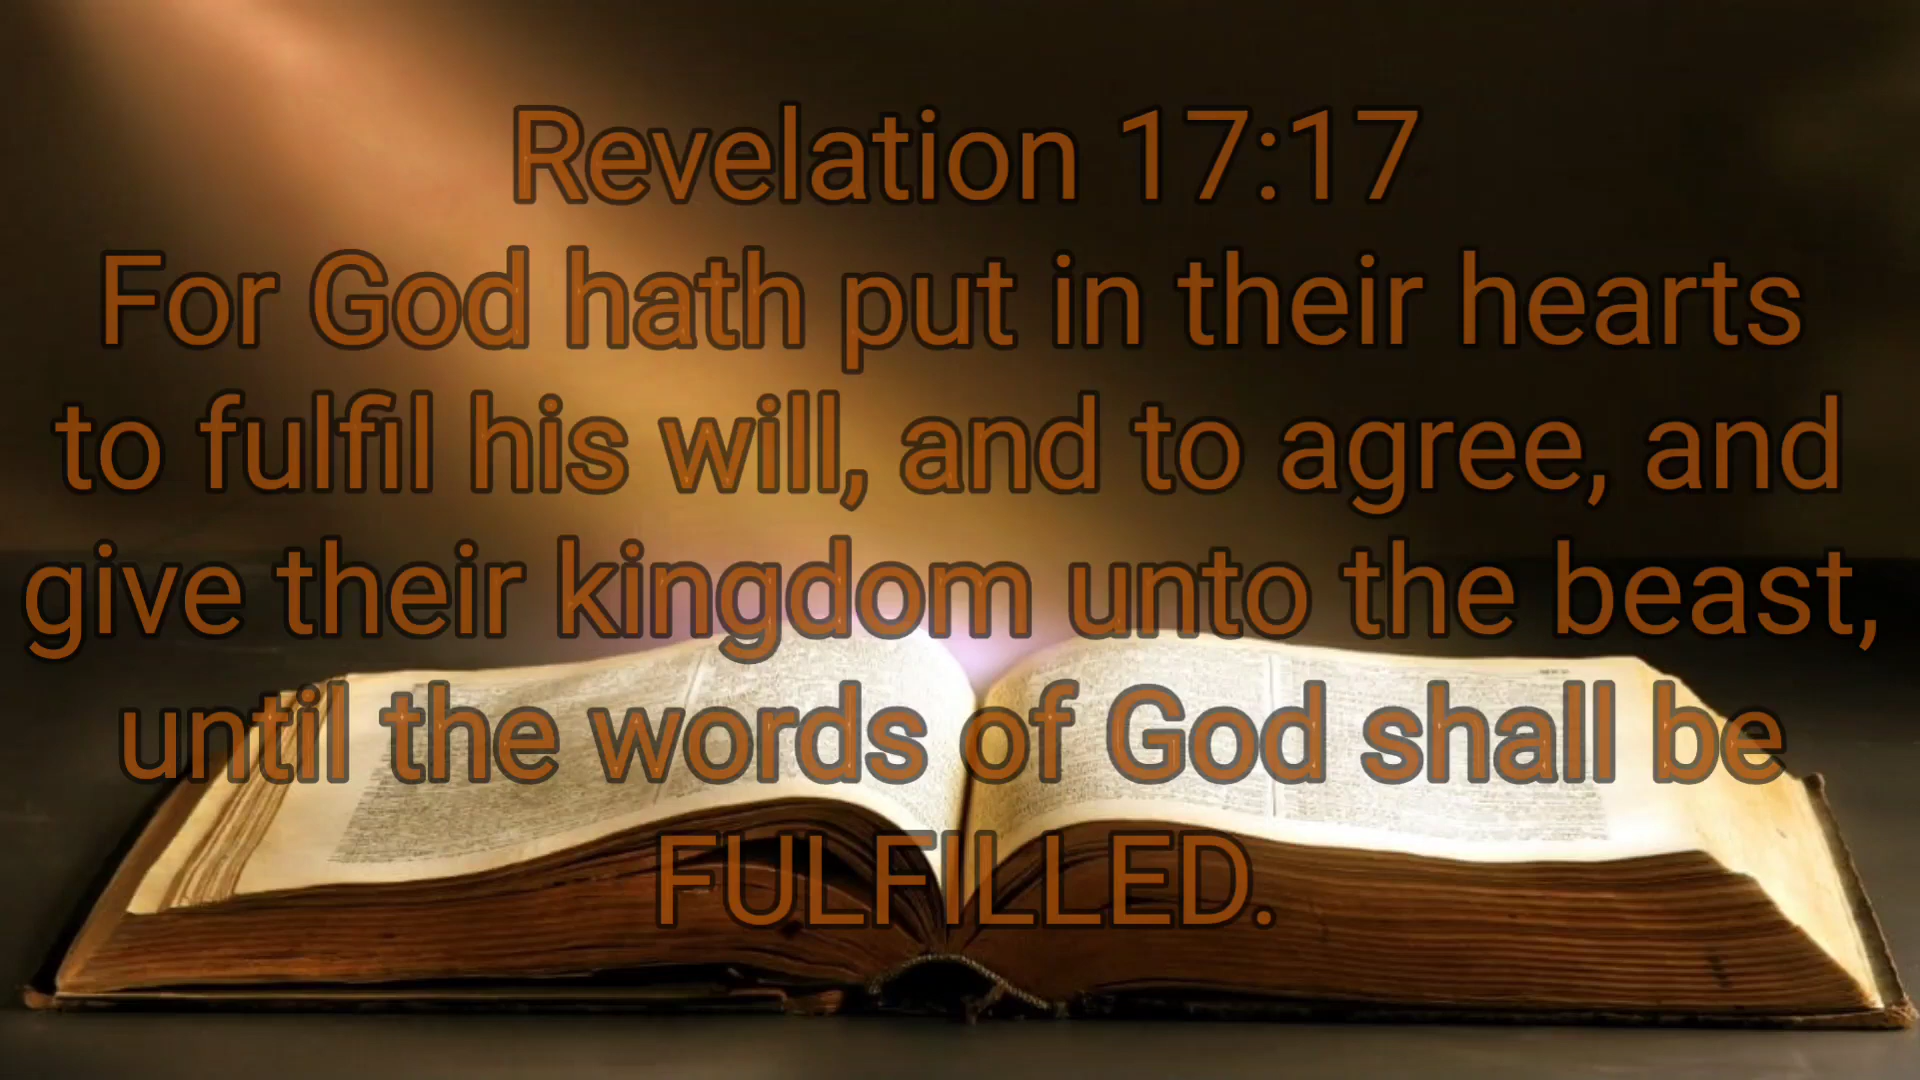 Revelation 17:17
For God hath put in their hearts
to fulfil his will, and to agree, and
give their kingdom unto the beast,
until the words of God shall be
FULFILLED.